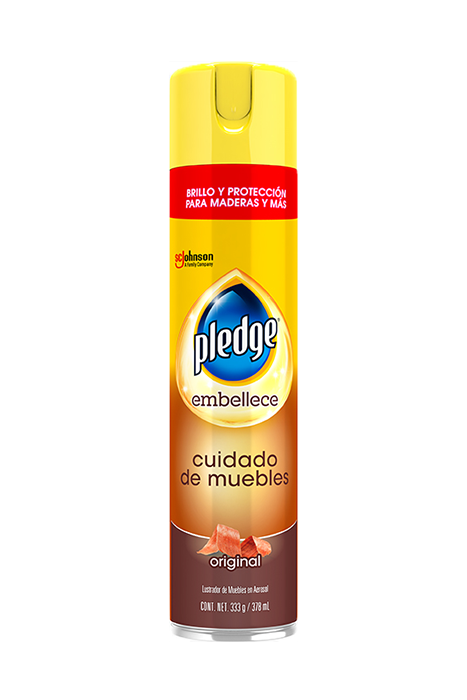 BRILLO Y PROTECCIÓN
PARA MADERAS Y MÁS
SC Johnson
A Family Company
pledge
embellece
cuidado
de muebles
original
Lustrador de Muebles en Aerosol
CONT. NET. 333 g / 378 mL